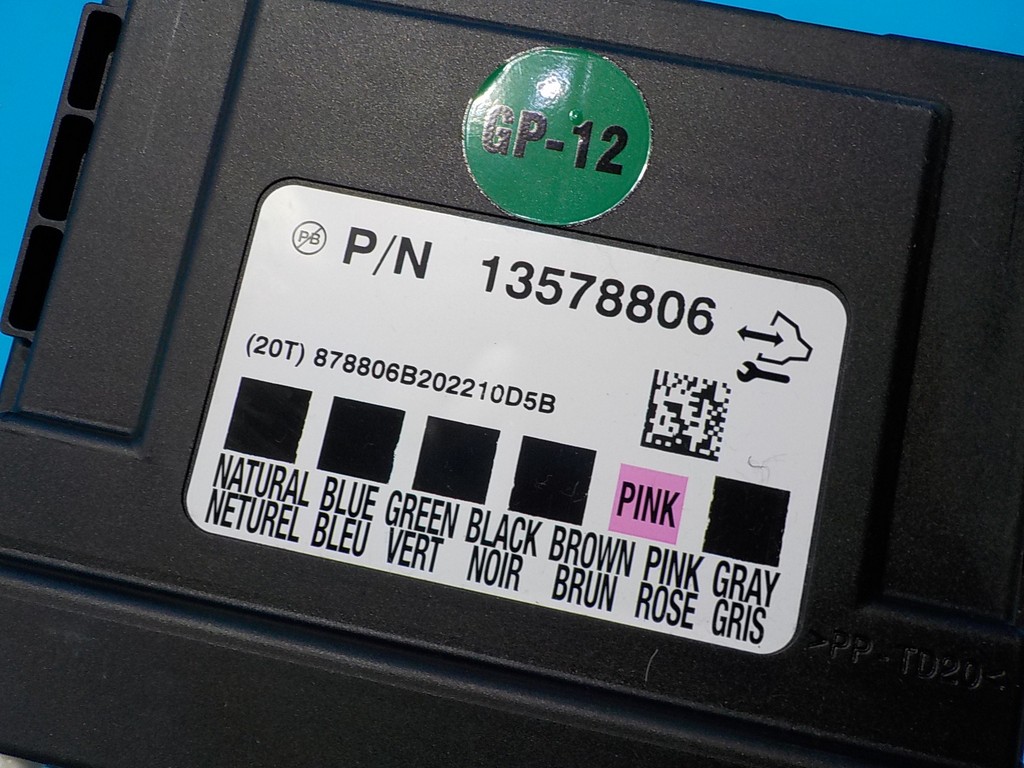 GP-12
PB
P/N 13578806
(20T) 878806B202210D5B
PINK
NATURAL BLUE GREEN BLACK BROWN PINK GRAY
NETUREL BLEU VERT NOIR BRUN ROSE GRIS
>PP-TD20<